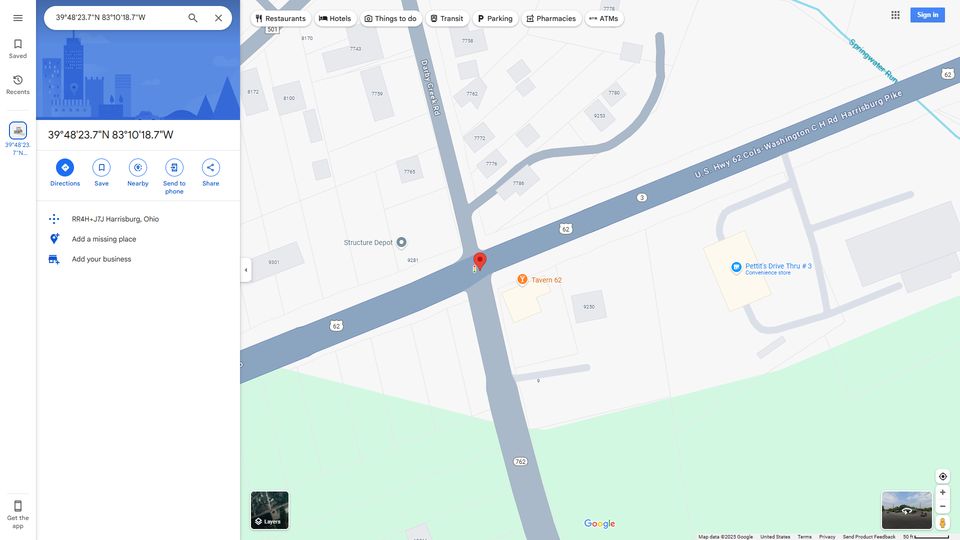 39°48'23.7"N 83°10'18.7"W
Restaurants
Hotels
Things to do
Transit
Parking
Pharmacies
ATMs
Sign in
Saved
Recents
39°48'23.
7"N...
Get the
app
39°48'23.7"N 83°10'18.7"W
Directions
Save
Nearby
Send to
phone
Share
RR4H+J7J Harrisburg, Ohio
Add a missing place
Add your business
501
8170
7743
7758
7778
8172
8100
7759
7762
7780
9253
7772
7776
7765
7786
Darby Creek Rd
Springwater Run
62
U.S. Hwy 62 Cols-Washington C H Rd Harrisburg Pike
3
62
Structure Depot
9281
9301
Tavern 62
9250
Pettit's Drive Thru # 3
Convenience store
62
9
762
Layers
Google
Map data ©2025 Google
United States
Terms
Privacy
Send Product Feedback
50 ft